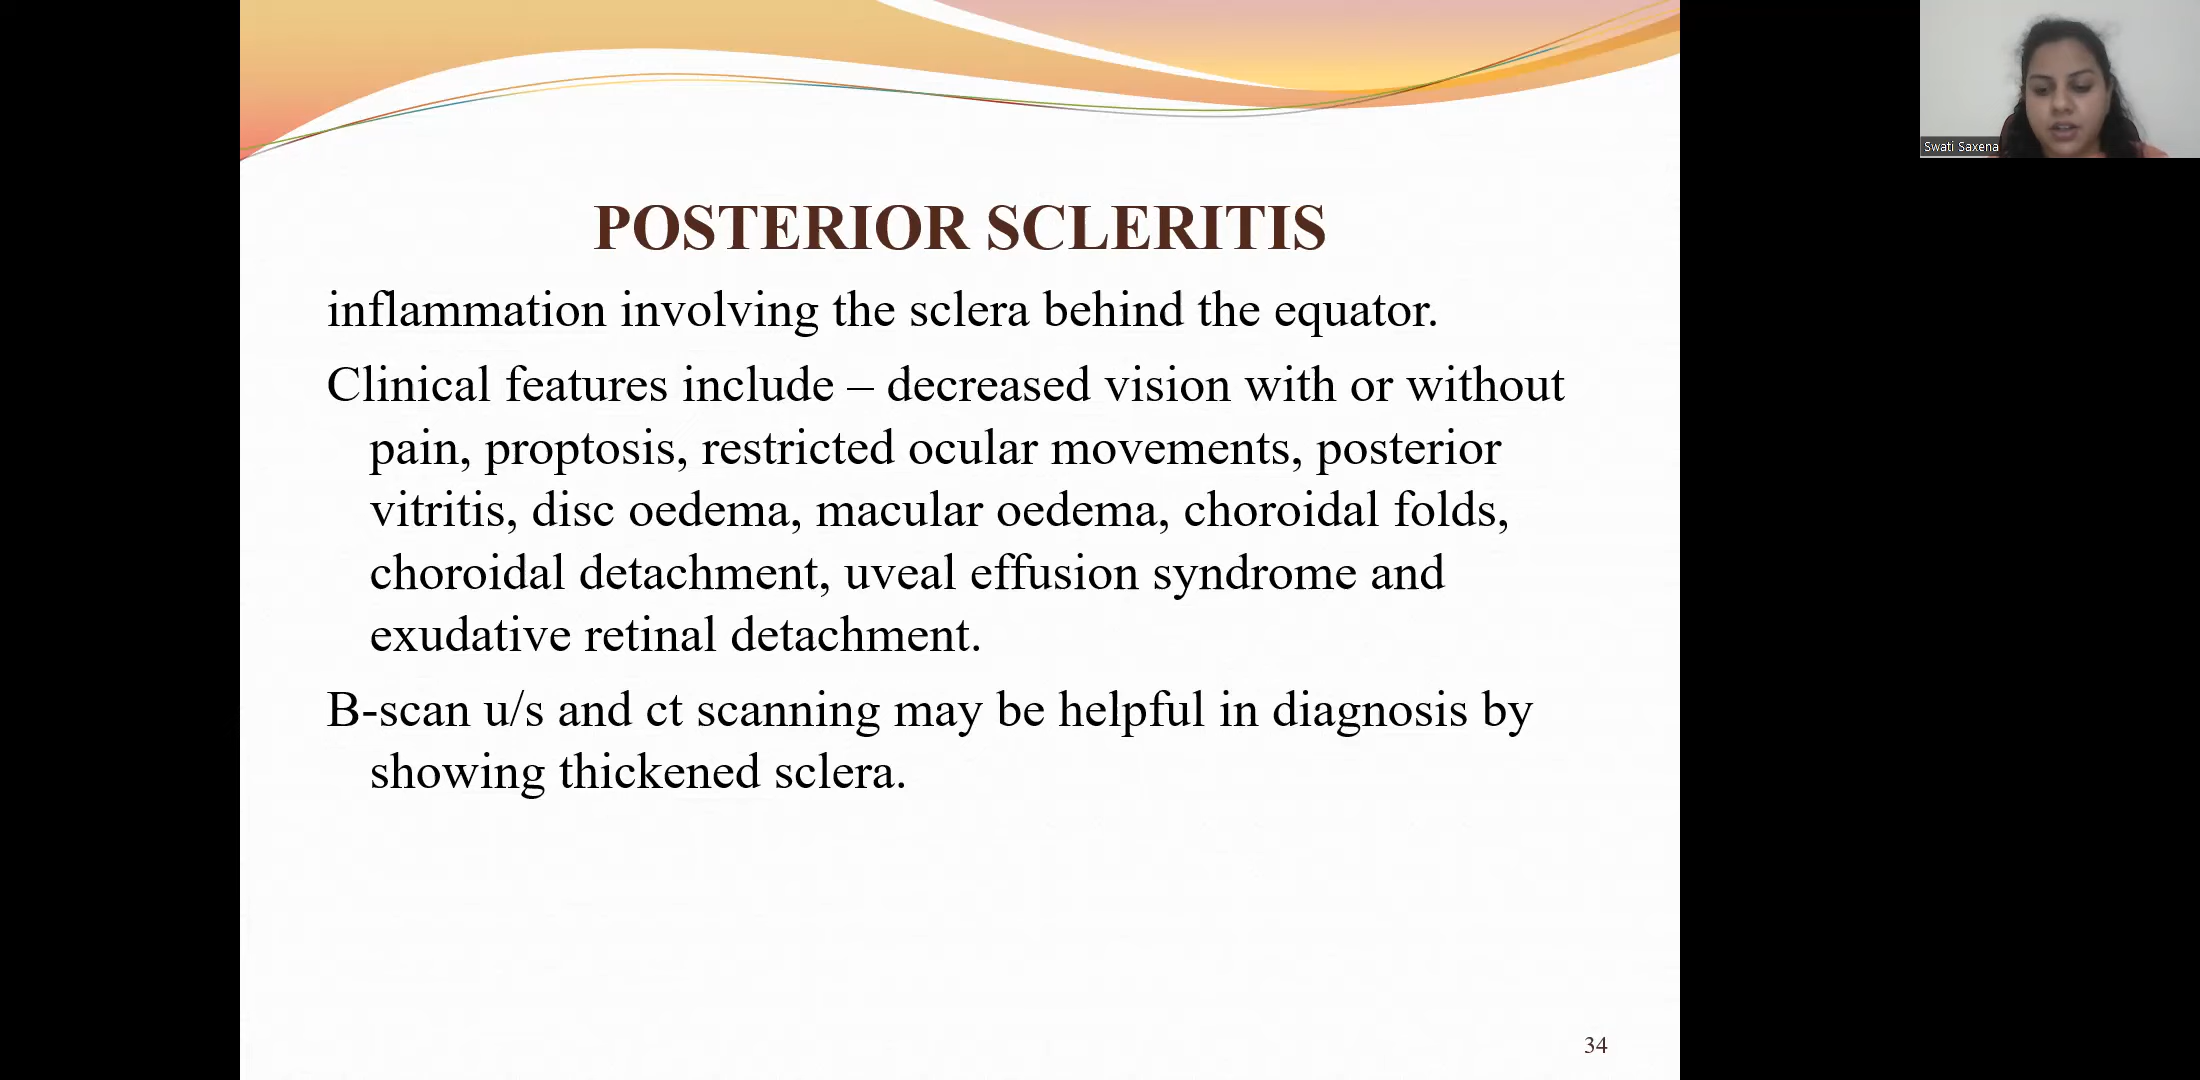 POSTERIOR SCLERITIS
inflammation involving the sclera behind the equator.
Clinical features include – decreased vision with or without
pain, proptosis, restricted ocular movements, posterior
vitritis, disc oedema, macular oedema, choroidal folds,
choroidal detachment, uveal effusion syndrome and
exudative retinal detachment.
B-scan u/s and ct scanning may be helpful in diagnosis by
showing thickened sclera.
34
Swati Saxena